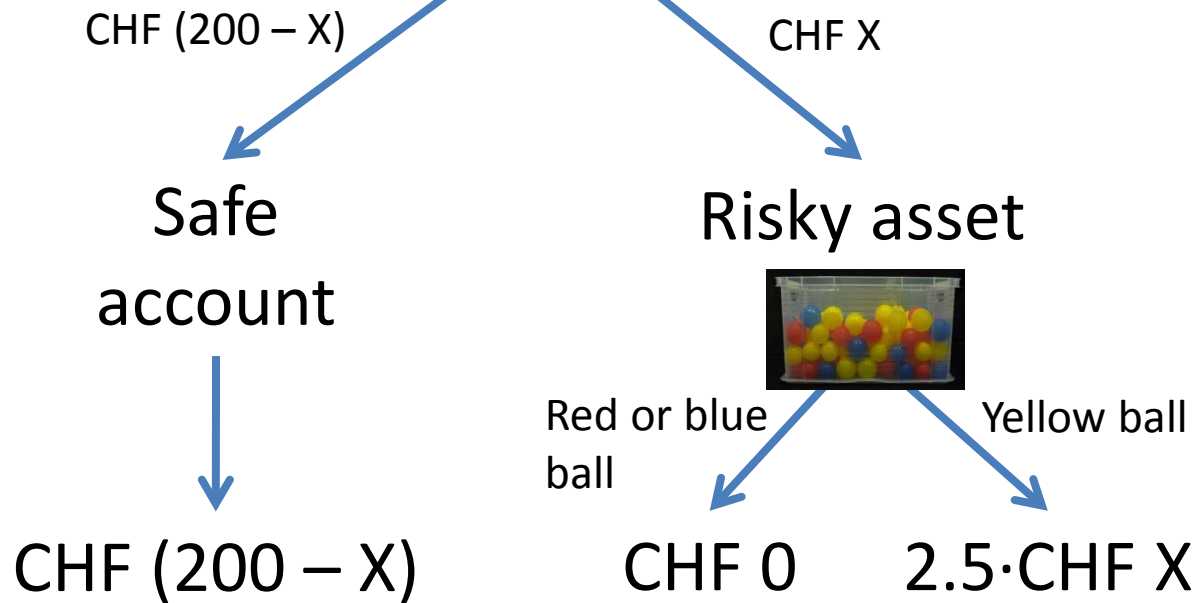 CHF (200 – X)
CHF X
Safe
account
Risky asset
Red or blue
ball
Yellow ball
CHF (200 – X)
CHF 0
2.5·CHF X